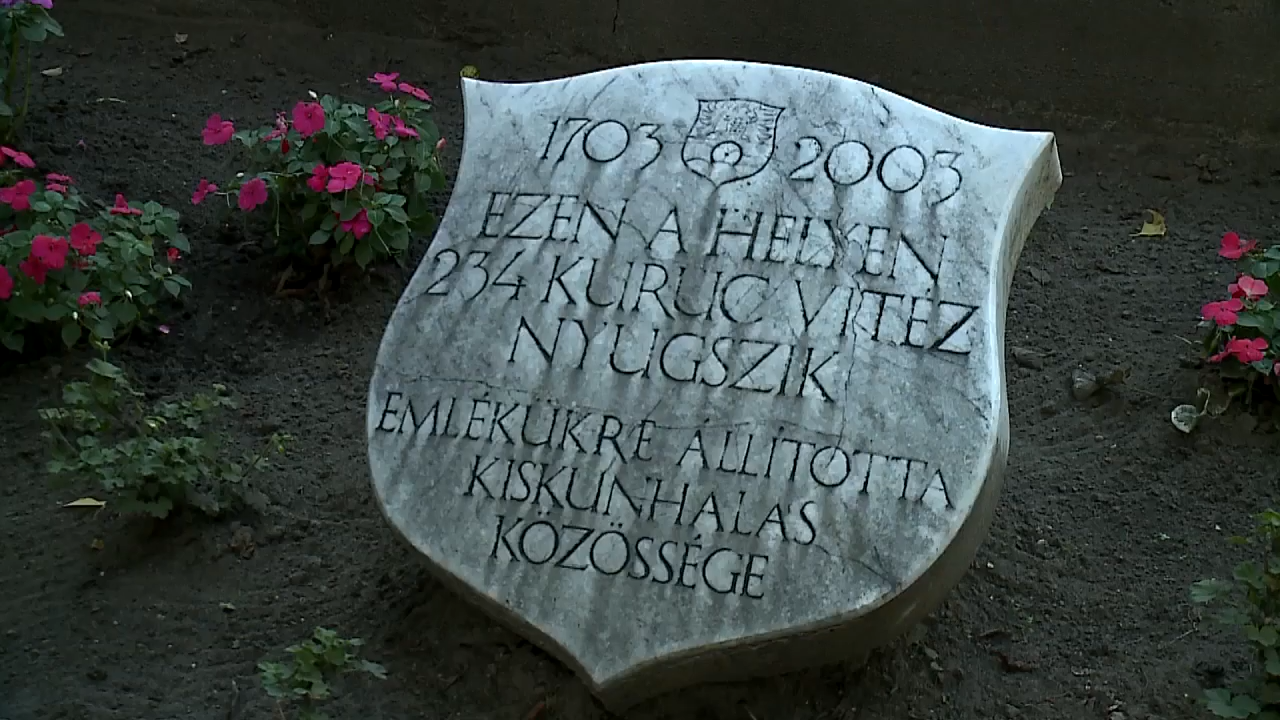 1703 2003
EZEN A HELYEN
234 KURUC VITÉZ
NYUGSZIK
EMLÉKÜKRE ÁLLÍTOTTA
KISKUNHALAS
KÖZÖSSÉGE